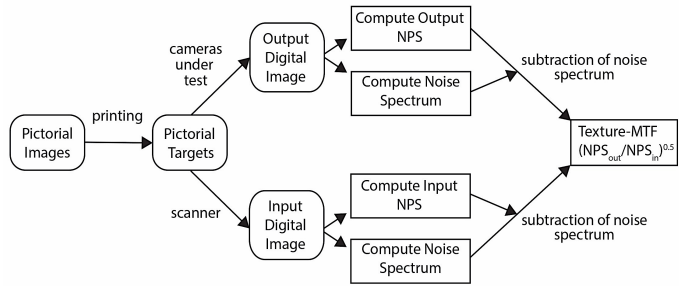 Pictorial
Images
printing
Pictorial
Targets
cameras
under
test
scanner
Output
Digital
Image
Input
Digital
Image
Compute Output
NPS
Compute Noise
Spectrum
subtraction of noise
spectrum
Compute Input
NPS
Compute Noise
Spectrum
subtraction of noise
spectrum
Texture-MTF
(NPSout/NPSin)0.5